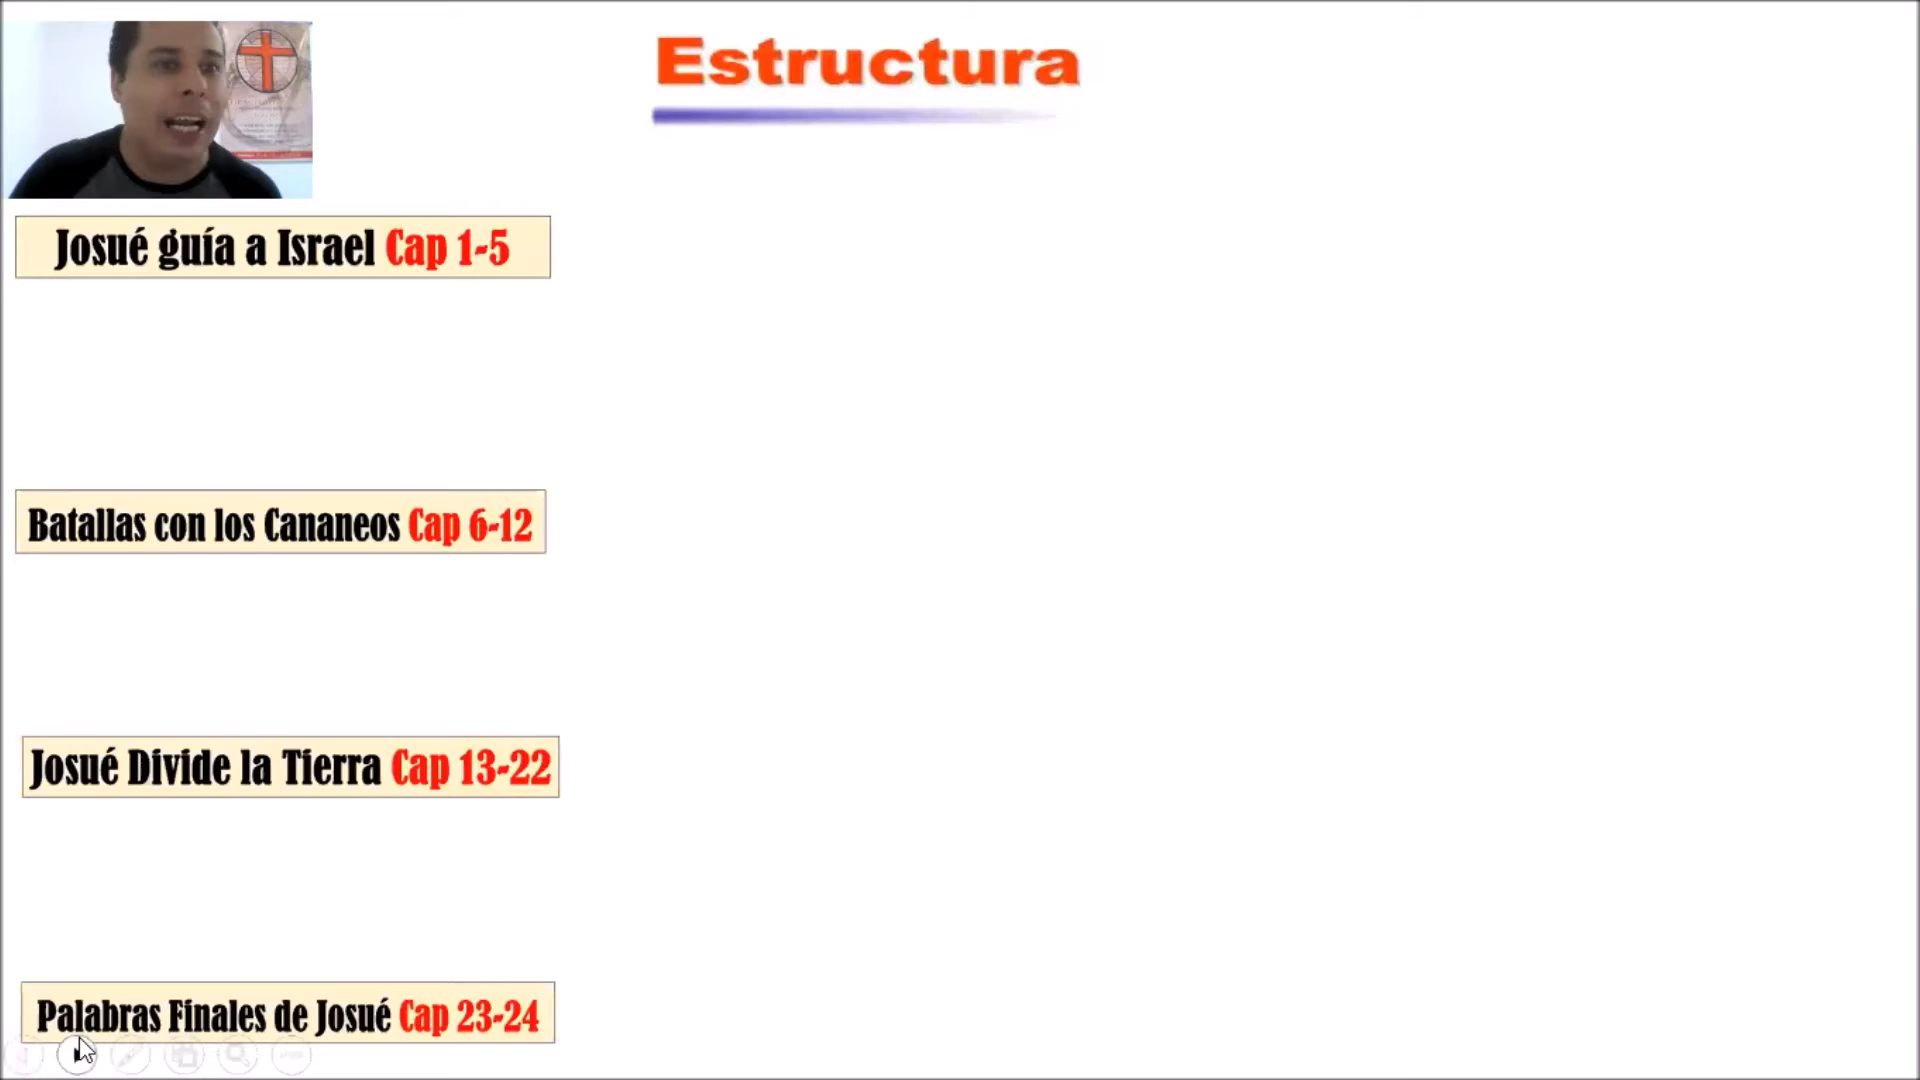 Estructura
Josué guía a Israel Cap 1-5
Batallas con los Cananeos Cap 6-12
Josué Divide la Tierra Cap 13-22
Palabras Finales de Josué Cap 23-24